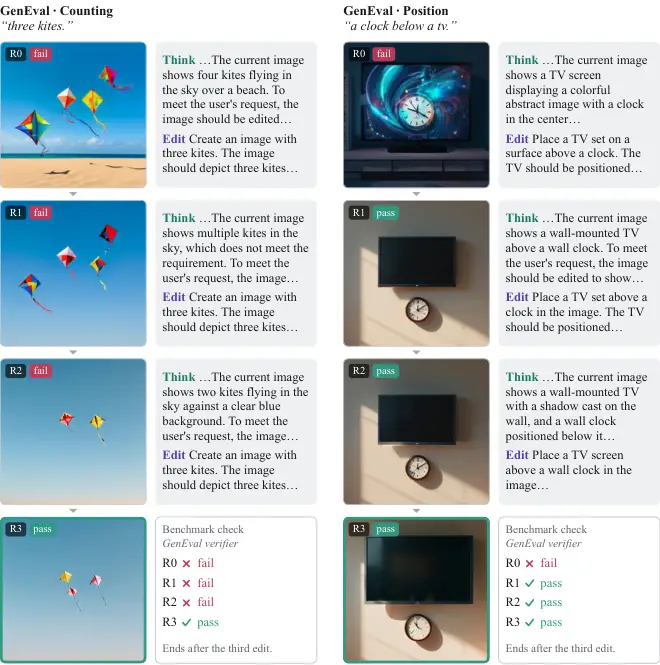 GenEval · Counting
“three kites.”
R0 fail
Think …The current image
shows four kites flying in
the sky over a beach. To
meet the user's request, the
image should be edited…
Edit Create an image with
three kites. The image
should depict three kites…
R1 fail
Think …The current image
shows multiple kites in the
sky, which does not meet the
requirement. To meet the
user's request, the image…
Edit Create an image with
three kites. The image
should depict three kites…
R2 fail
Think …The current image
shows two kites flying in the
sky against a clear blue
background. To meet the
user's request, the image…
Edit Create an image with
three kites. The image
should depict three kites…
R3 pass
Benchmark check
GenEval verifier
R0 ✗ fail
R1 ✗ fail
R2 ✗ fail
R3 ✓ pass
Ends after the third edit.
GenEval · Position
“a clock below a tv.”
R0 fail
Think …The current image
shows a TV screen
displaying a colorful
abstract image with a clock
in the center…
Edit Place a TV set on a
surface above a clock. The
TV should be positioned…
R1 pass
Think …The current image
shows a wall-mounted TV
above a wall clock. To meet
the user's request, the image
should be edited to show…
Edit Place a TV set above a
clock in the image. The TV
should be positioned…
R2 pass
Think …The current image
shows a wall-mounted TV
with a shadow cast on the
wall, and a wall clock
positioned below it…
Edit Place a TV screen
above a wall clock in the
image…
R3 pass
Benchmark check
GenEval verifier
R0 ✗ fail
R1 ✓ pass
R2 ✓ pass
R3 ✓ pass
Ends after the third edit.